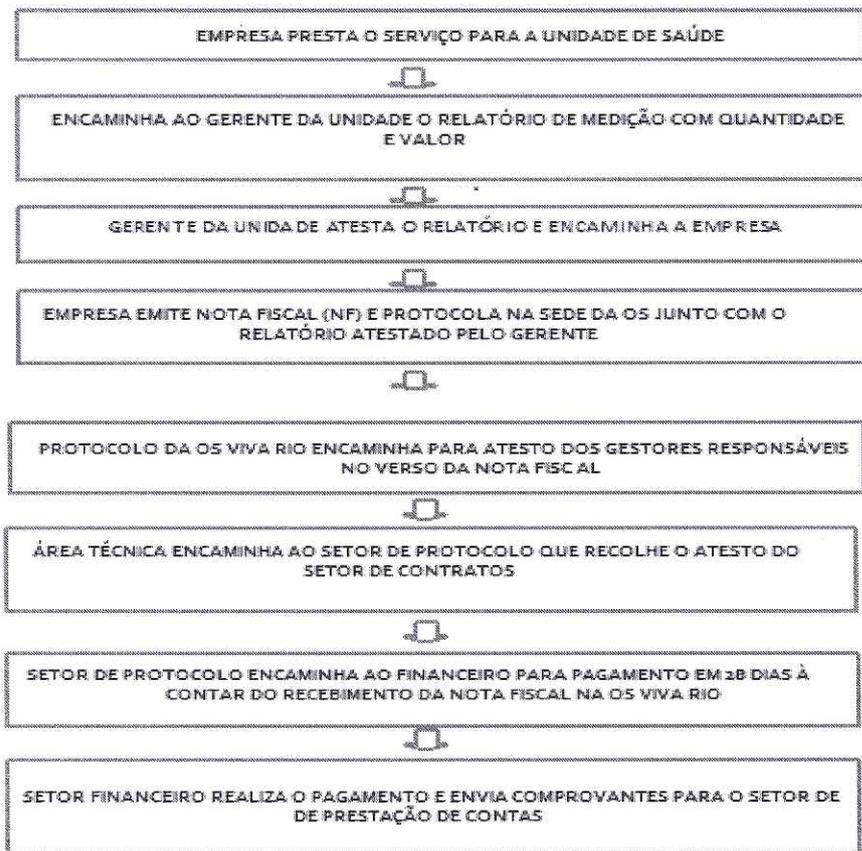 EMPRESA PRESTA O SERVIÇO PARA A UNIDADE DE SAÚDE
ENCAMINHA AO GERENTE DA UNIDADE O RELATÓRIO DE MEDIÇÃO COM QUANTIDADE
E VALOR
GERENTE DA UNIDADE ATESTA O RELATÓRIO E ENCAMINHA A EMPRESA
EMPRESA EMITE NOTA FISCAL (NF) E PROTOCOLA NA SEDE DA OS JUNTO COM O
RELATÓRIO ATESTADO PELO GERENTE
PROTOCOLO DA OS VIVA RIO ENCAMINHA PARA ATESTO DOS GESTORES RESPONSÁVEIS
NO VERSO DA NOTA FISCAL
ÁREA TÉCNICA ENCAMINHA AO SETOR DE PROTOCOLO QUE RECOLHE O ATESTO DO
SETOR DE CONTRATOS
SETOR DE PROTOCOLO ENCAMINHA AO FINANCEIRO PARA PAGAMENTO EM 28 DIAS À
CONTAR DO RECEBIMENTO DA NOTA FISCAL NA OS VIVA RIO
SETOR FINANCEIRO REALIZA O PAGAMENTO E ENVIA COMPROVANTES PARA O SETOR DE
DE PRESTAÇÃO DE CONTAS